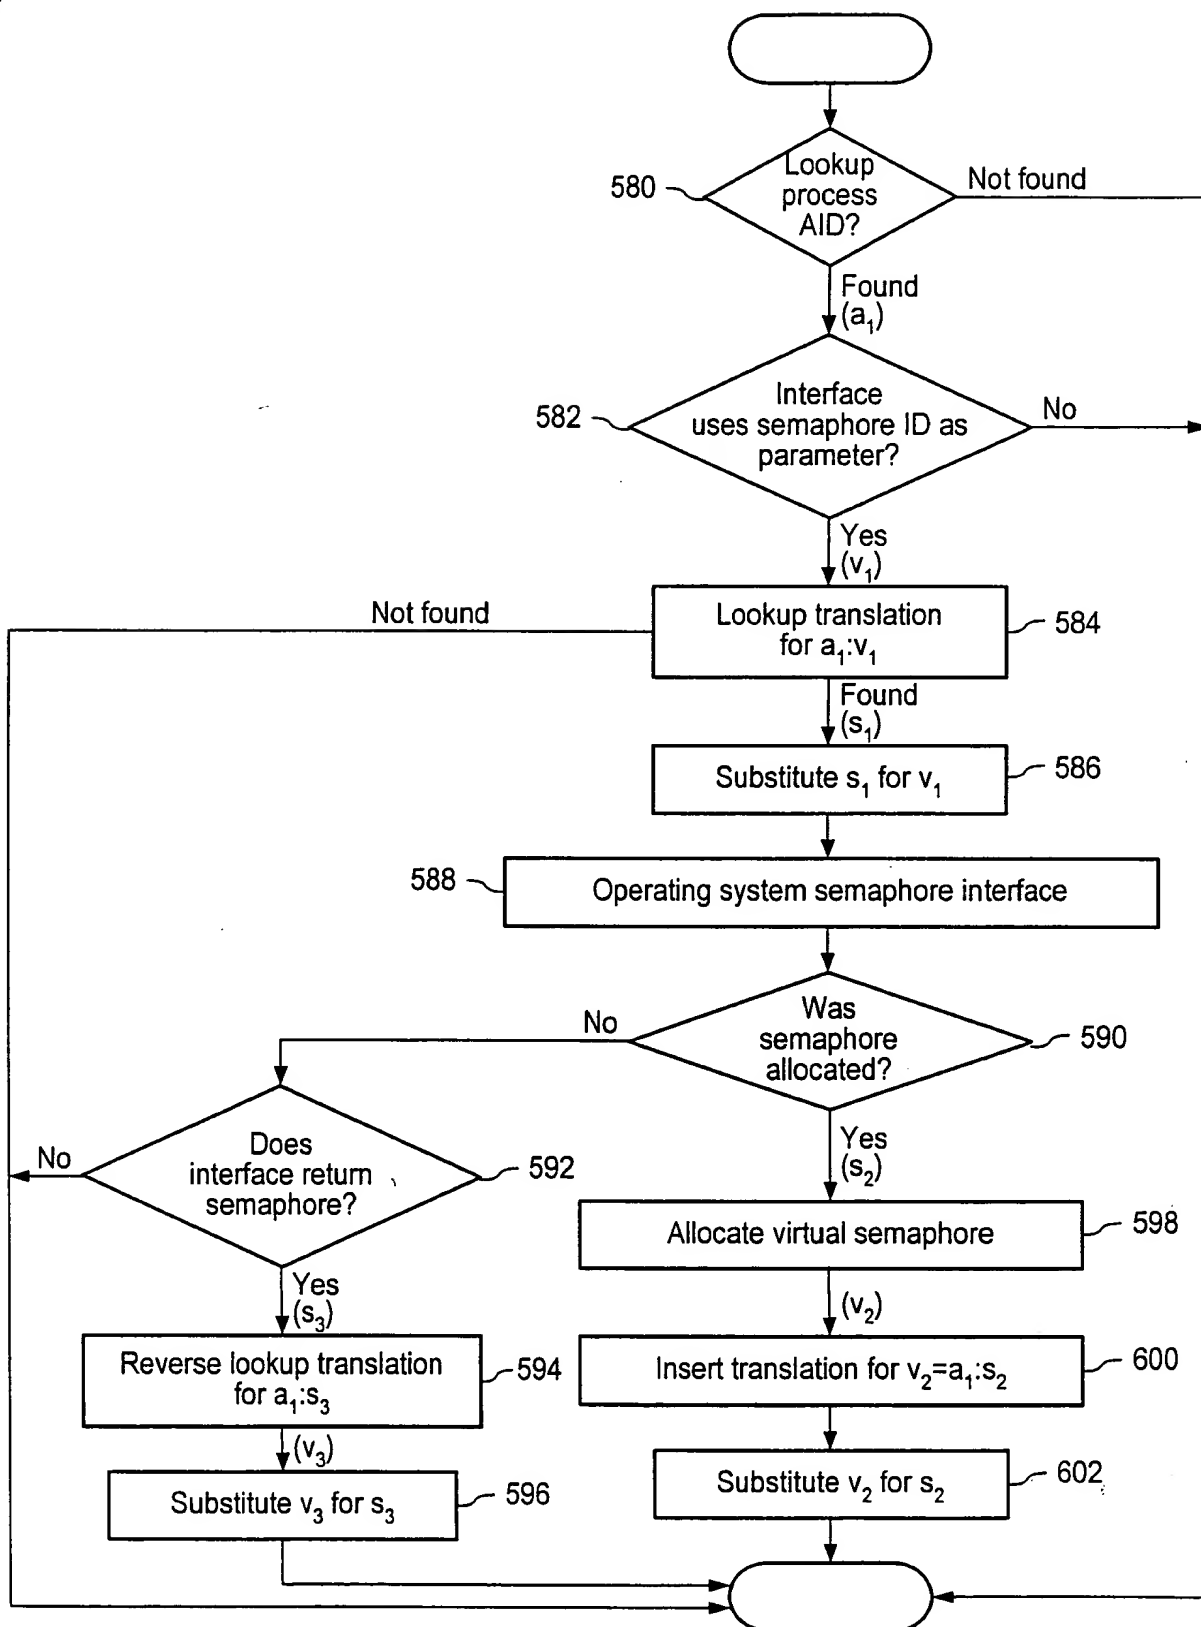 Lookup
process
AID?
580
Not found
Found
(a₁)
Interface
uses semaphore ID as
parameter?
582
No
Yes
(v₁)
Not found
Lookup translation
for a₁:v₁
584
Found
(s₁)
Substitute s₁ for v₁
586
588
Operating system semaphore interface
Was
semaphore
allocated?
590
No
Yes
(s₂)
Does
interface return
semaphore?
592
No
Allocate virtual semaphore
598
Yes
(s₃)
(v₂)
Reverse lookup translation
for a₁:s₃
594
Insert translation for v₂=a₁:s₂
600
(v₃)
Substitute v₃ for s₃
596
Substitute v₂ for s₂
602